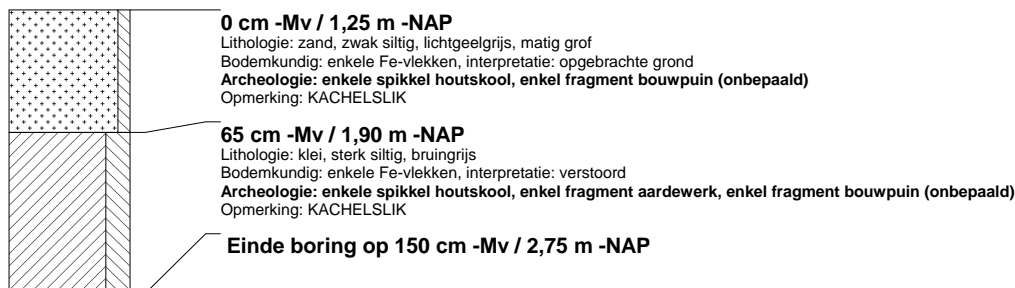 0 cm -Mv / 1,25 m -NAP
Lithologie: zand, zwak siltig, lichtgeelgrijs, matig grof
Bodemkundig: enkele Fe-vlekken, interpretatie: opgebrachte grond
Archeologie: enkele spikkel houtskool, enkel fragment bouwpuin (onbepaald)
Opmerking: KACHELSLIK
65 cm -Mv / 1,90 m -NAP
Lithologie: klei, sterk siltig, bruingrijs
Bodemkundig: enkele Fe-vlekken, interpretatie: verstoord
Archeologie: enkele spikkel houtskool, enkel fragment aardewerk, enkel fragment bouwpuin (onbepaald)
Opmerking: KACHELSLIK
Einde boring op 150 cm -Mv / 2,75 m -NAP